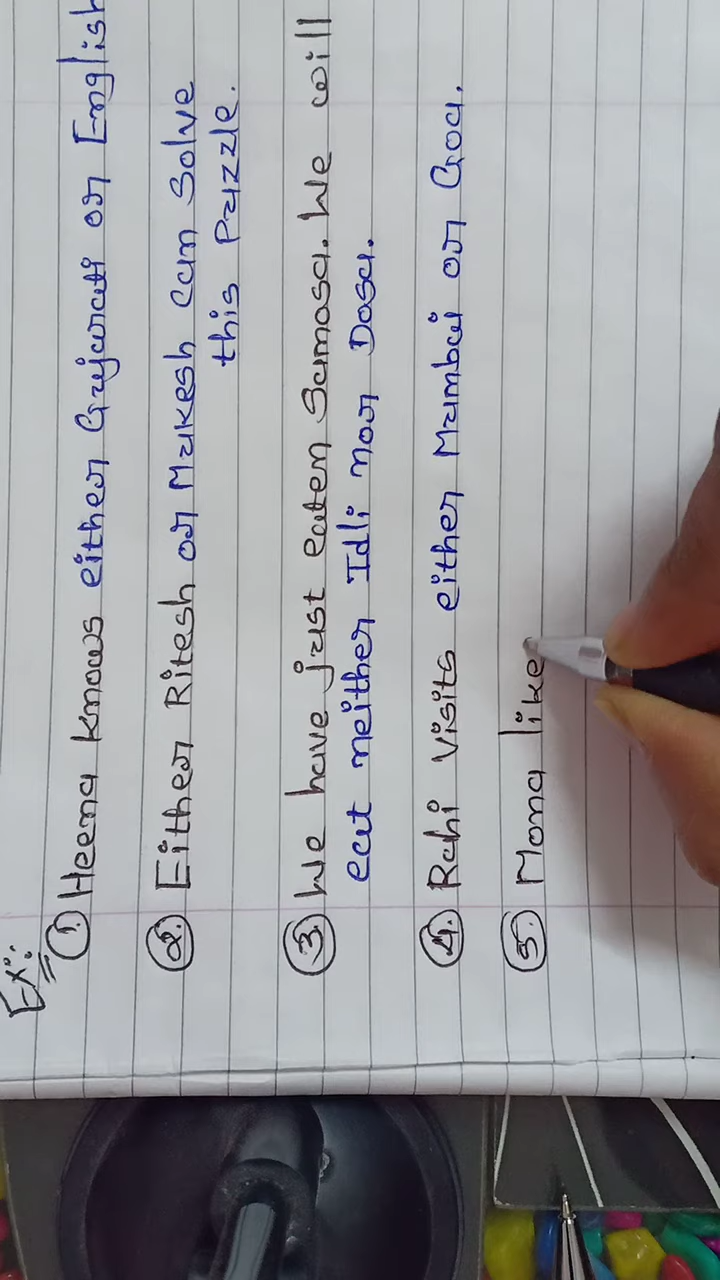 Ex:
1. Heena knows either Gujarati or English
2. Either Ritesh or Mukesh can solve
this Puzzle.
3. We have just eaten Samosa. We will
eat neither Idli nor Dosa.
4. Rahi visits either Mumbai or Goa.
5. Mona like